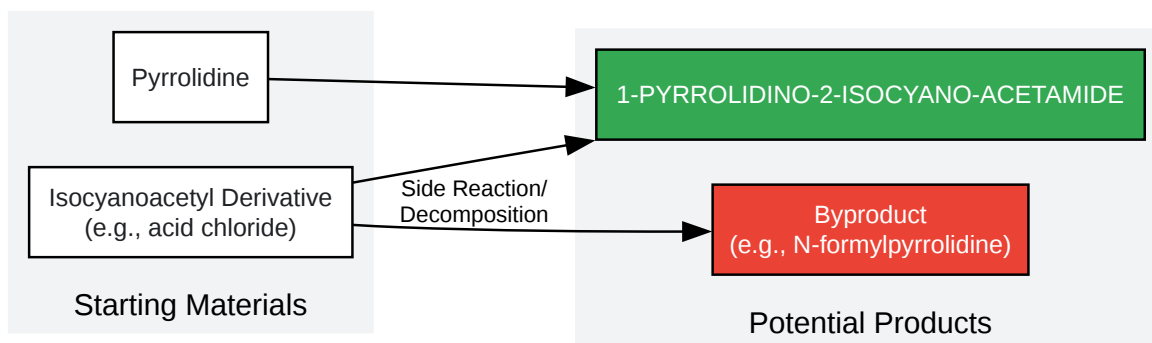 Pyrrolidine
Isocyanoacetyl Derivative
(e.g., acid chloride)
Starting Materials
Side Reaction/
Decomposition
1-PYRROLIDINO-2-ISOCYANO-ACETAMIDE
Byproduct
(e.g., N-formylpyrrolidine)
Potential Products